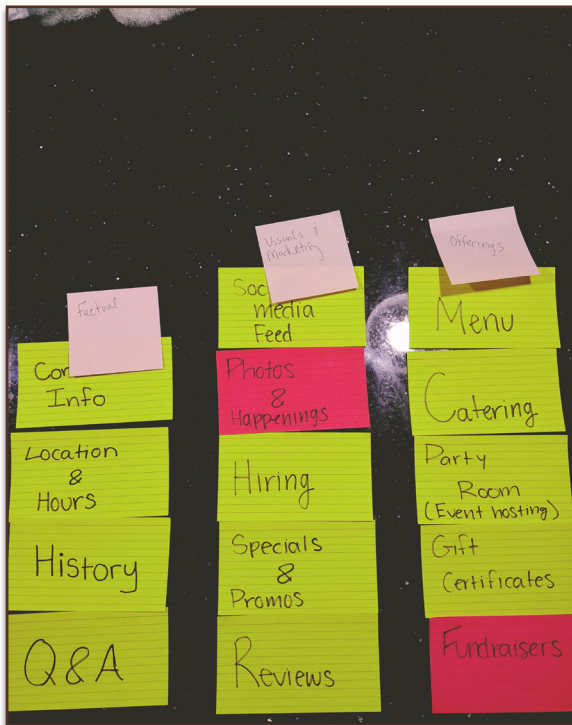 Factual
Con
Info
Location
&
Hours
History
Q&A
Visuals &
Marketing
Soc
media
Feed
Photos
&
Happenings
Hiring
Specials
&
Promos
Reviews
Offerings
Menu
Catering
Party
Room
(Event hosting)
Gift
Certificates
Fundraisers